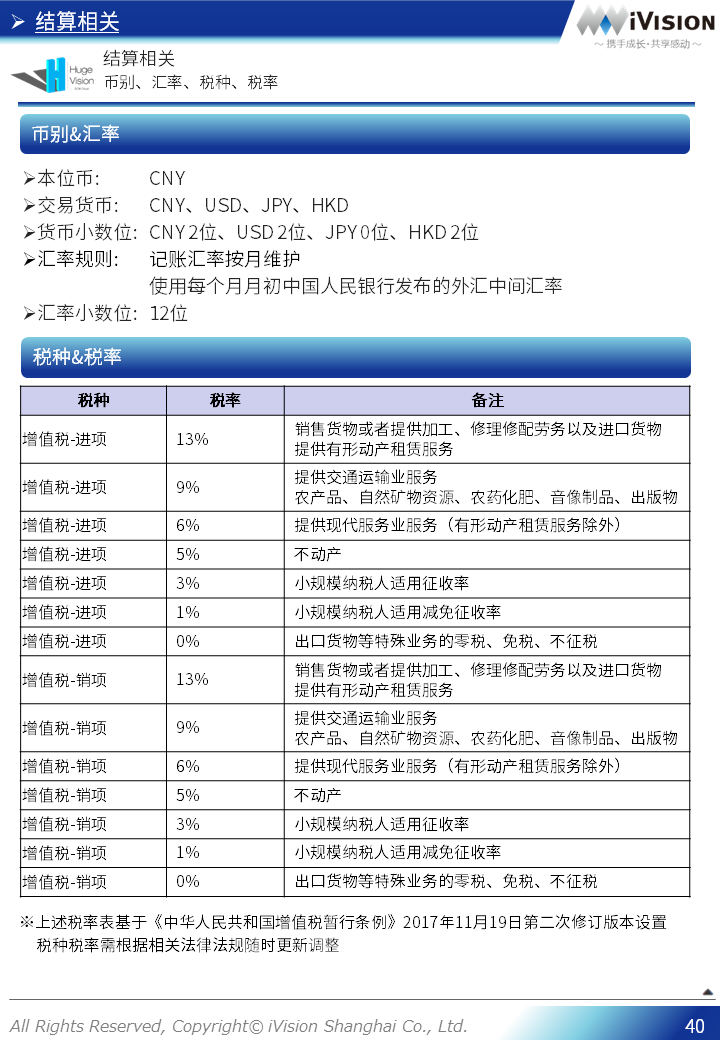 ➢ 结算相关
iVISION
～携手成长·共享感动～
Huge
Vision
结算相关
币别、汇率、税种、税率
币别&汇率
➢本位币: CNY
➢交易货币: CNY、USD、JPY、HKD
➢货币小数位: CNY 2位、USD 2位、JPY 0位、HKD 2位
➢汇率规则: 记账汇率按月维护
使用每个月月初中国人民银行发布的外汇中间汇率
➢汇率小数位: 12位
税种&税率
税种 税率 备注
增值税-进项 13% 销售货物或者提供加工、修理修配劳务以及进口货物
提供有形动产租赁服务
增值税-进项 9% 提供交通运输业服务
农产品、自然矿物资源、农药化肥、音像制品、出版物
增值税-进项 6% 提供现代服务业服务（有形动产租赁服务除外）
增值税-进项 5% 不动产
增值税-进项 3% 小规模纳税人适用征收率
增值税-进项 1% 小规模纳税人适用减免征收率
增值税-进项 0% 出口货物等特殊业务的零税、免税、不征税
增值税-销项 13% 销售货物或者提供加工、修理修配劳务以及进口货物
提供有形动产租赁服务
增值税-销项 9% 提供交通运输业服务
农产品、自然矿物资源、农药化肥、音像制品、出版物
增值税-销项 6% 提供现代服务业服务（有形动产租赁服务除外）
增值税-销项 5% 不动产
增值税-销项 3% 小规模纳税人适用征收率
增值税-销项 1% 小规模纳税人适用减免征收率
增值税-销项 0% 出口货物等特殊业务的零税、免税、不征税
※上述税率表基于《中华人民共和国增值税暂行条例》2017年11月19日第二次修订版本设置
税种税率需根据相关法律法规随时更新调整
All Rights Reserved, Copyright© iVision Shanghai Co., Ltd.
40